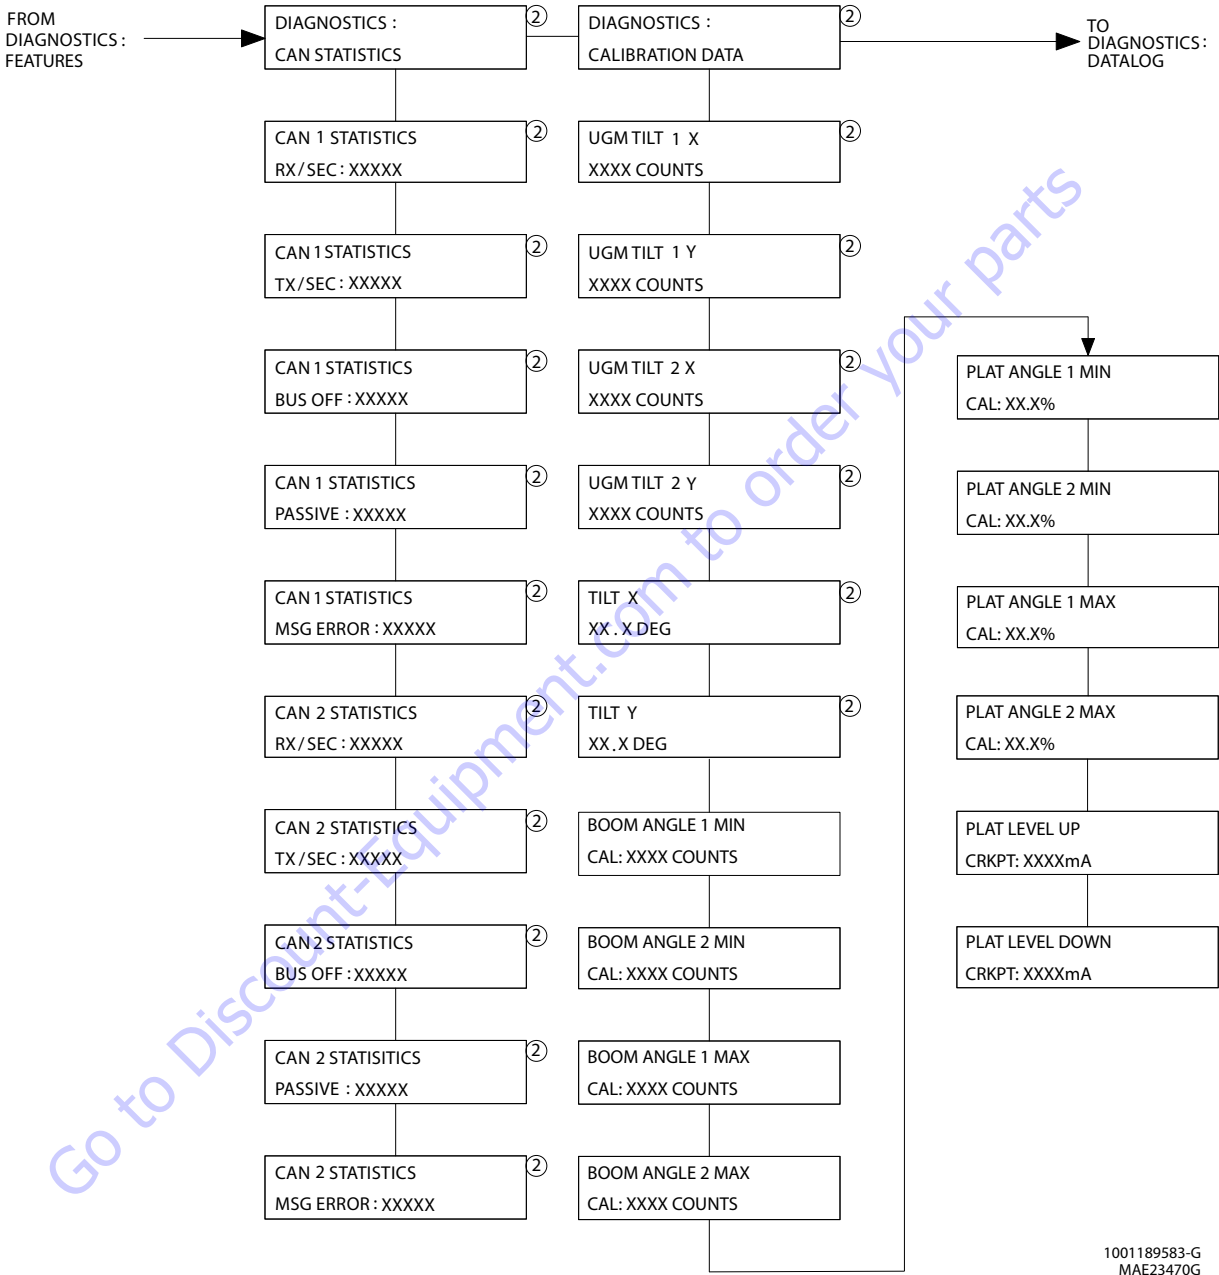 FROM
DIAGNOSTICS :
FEATURES
DIAGNOSTICS :
CAN STATISTICS
2
CAN 1 STATISTICS
RX/SEC : XXXXX
2
CAN 1 STATISTICS
TX/SEC : XXXXX
2
CAN 1 STATISTICS
BUS OFF : XXXXX
2
CAN 1 STATISTICS
PASSIVE : XXXXX
2
CAN 1 STATISTICS
MSG ERROR : XXXXX
2
CAN 2 STATISTICS
RX/SEC : XXXXX
2
CAN 2 STATISTICS
TX/SEC : XXXXX
2
CAN 2 STATISTICS
BUS OFF : XXXXX
2
CAN 2 STATISITICS
PASSIVE : XXXXX
2
CAN 2 STATISTICS
MSG ERROR : XXXXX
2
DIAGNOSTICS :
CALIBRATION DATA
2
UGM TILT 1 X
XXXX COUNTS
2
UGM TILT 1 Y
XXXX COUNTS
2
UGM TILT 2 X
XXXX COUNTS
2
UGM TILT 2 Y
XXXX COUNTS
2
TILT X
XX . X DEG
2
TILT Y
XX . X DEG
2
BOOM ANGLE 1 MIN
CAL: XXXX COUNTS
BOOM ANGLE 2 MIN
CAL: XXXX COUNTS
BOOM ANGLE 1 MAX
CAL: XXXX COUNTS
BOOM ANGLE 2 MAX
CAL: XXXX COUNTS
TO
DIAGNOSTICS :
DATALOG
PLAT ANGLE 1 MIN
CAL: XX.X%
PLAT ANGLE 2 MIN
CAL: XX.X%
PLAT ANGLE 1 MAX
CAL: XX.X%
PLAT ANGLE 2 MAX
CAL: XX.X%
PLAT LEVEL UP
CRKPT: XXXXmA
PLAT LEVEL DOWN
CRKPT: XXXXmA
1001189583-G
MAE23470G
Go to Discount-Equipment.com to order your parts